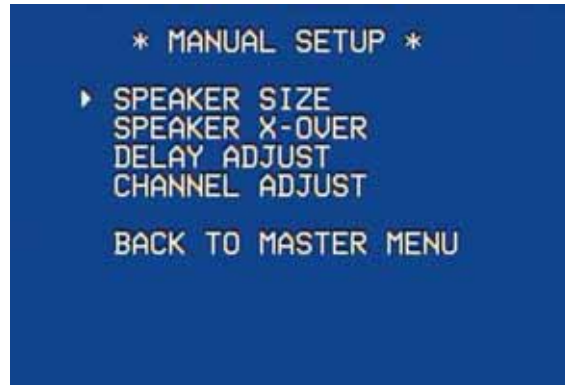 * MANUAL SETUP *
SPEAKER SIZE
SPEAKER X-OVER
DELAY ADJUST
CHANNEL ADJUST
BACK TO MASTER MENU